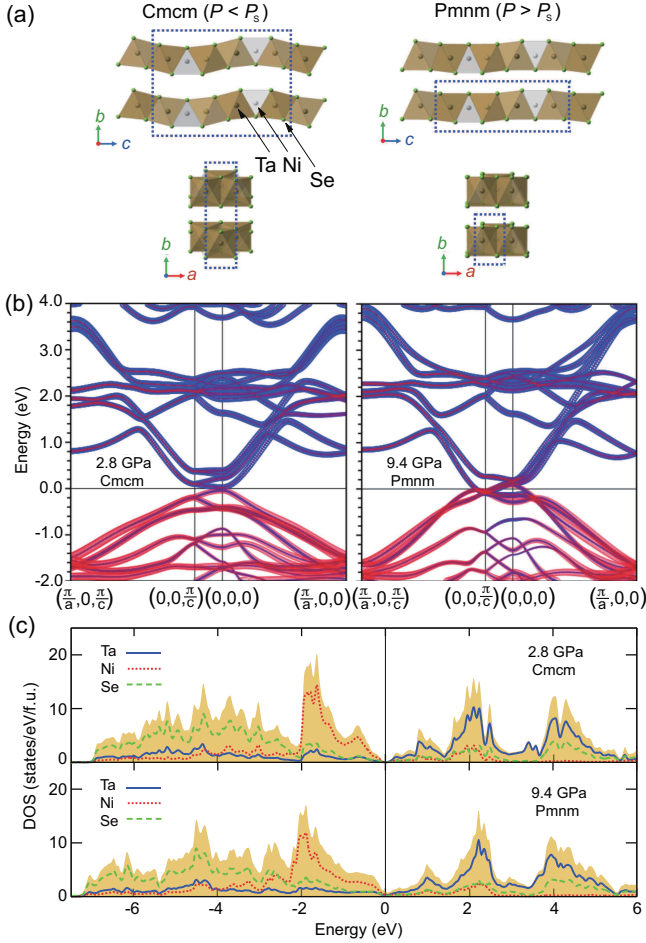 (a)
Cmcm (P < Ps)
Pmnm (P > Ps)
b
c
Ta Ni Se
b
c
b
a
b
a
(b)
Energy (eV)
4.0
3.0
2.0
1.0
0.0
-1.0
-2.0
2.8 GPa
Cmcm
9.4 GPa
Pmnm
(π/a,0,π/c) (0,0,π/c)(0,0,0) (π/a,0,0)
(π/a,0,π/c) (0,0,π/c)(0,0,0) (π/a,0,0)
(c)
DOS (states/eV/f.u.)
20
10
0
Ta
Ni
Se
2.8 GPa
Cmcm
20
10
0
Ta
Ni
Se
9.4 GPa
Pmnm
-6 -4 -2 0 2 4 6
Energy (eV)